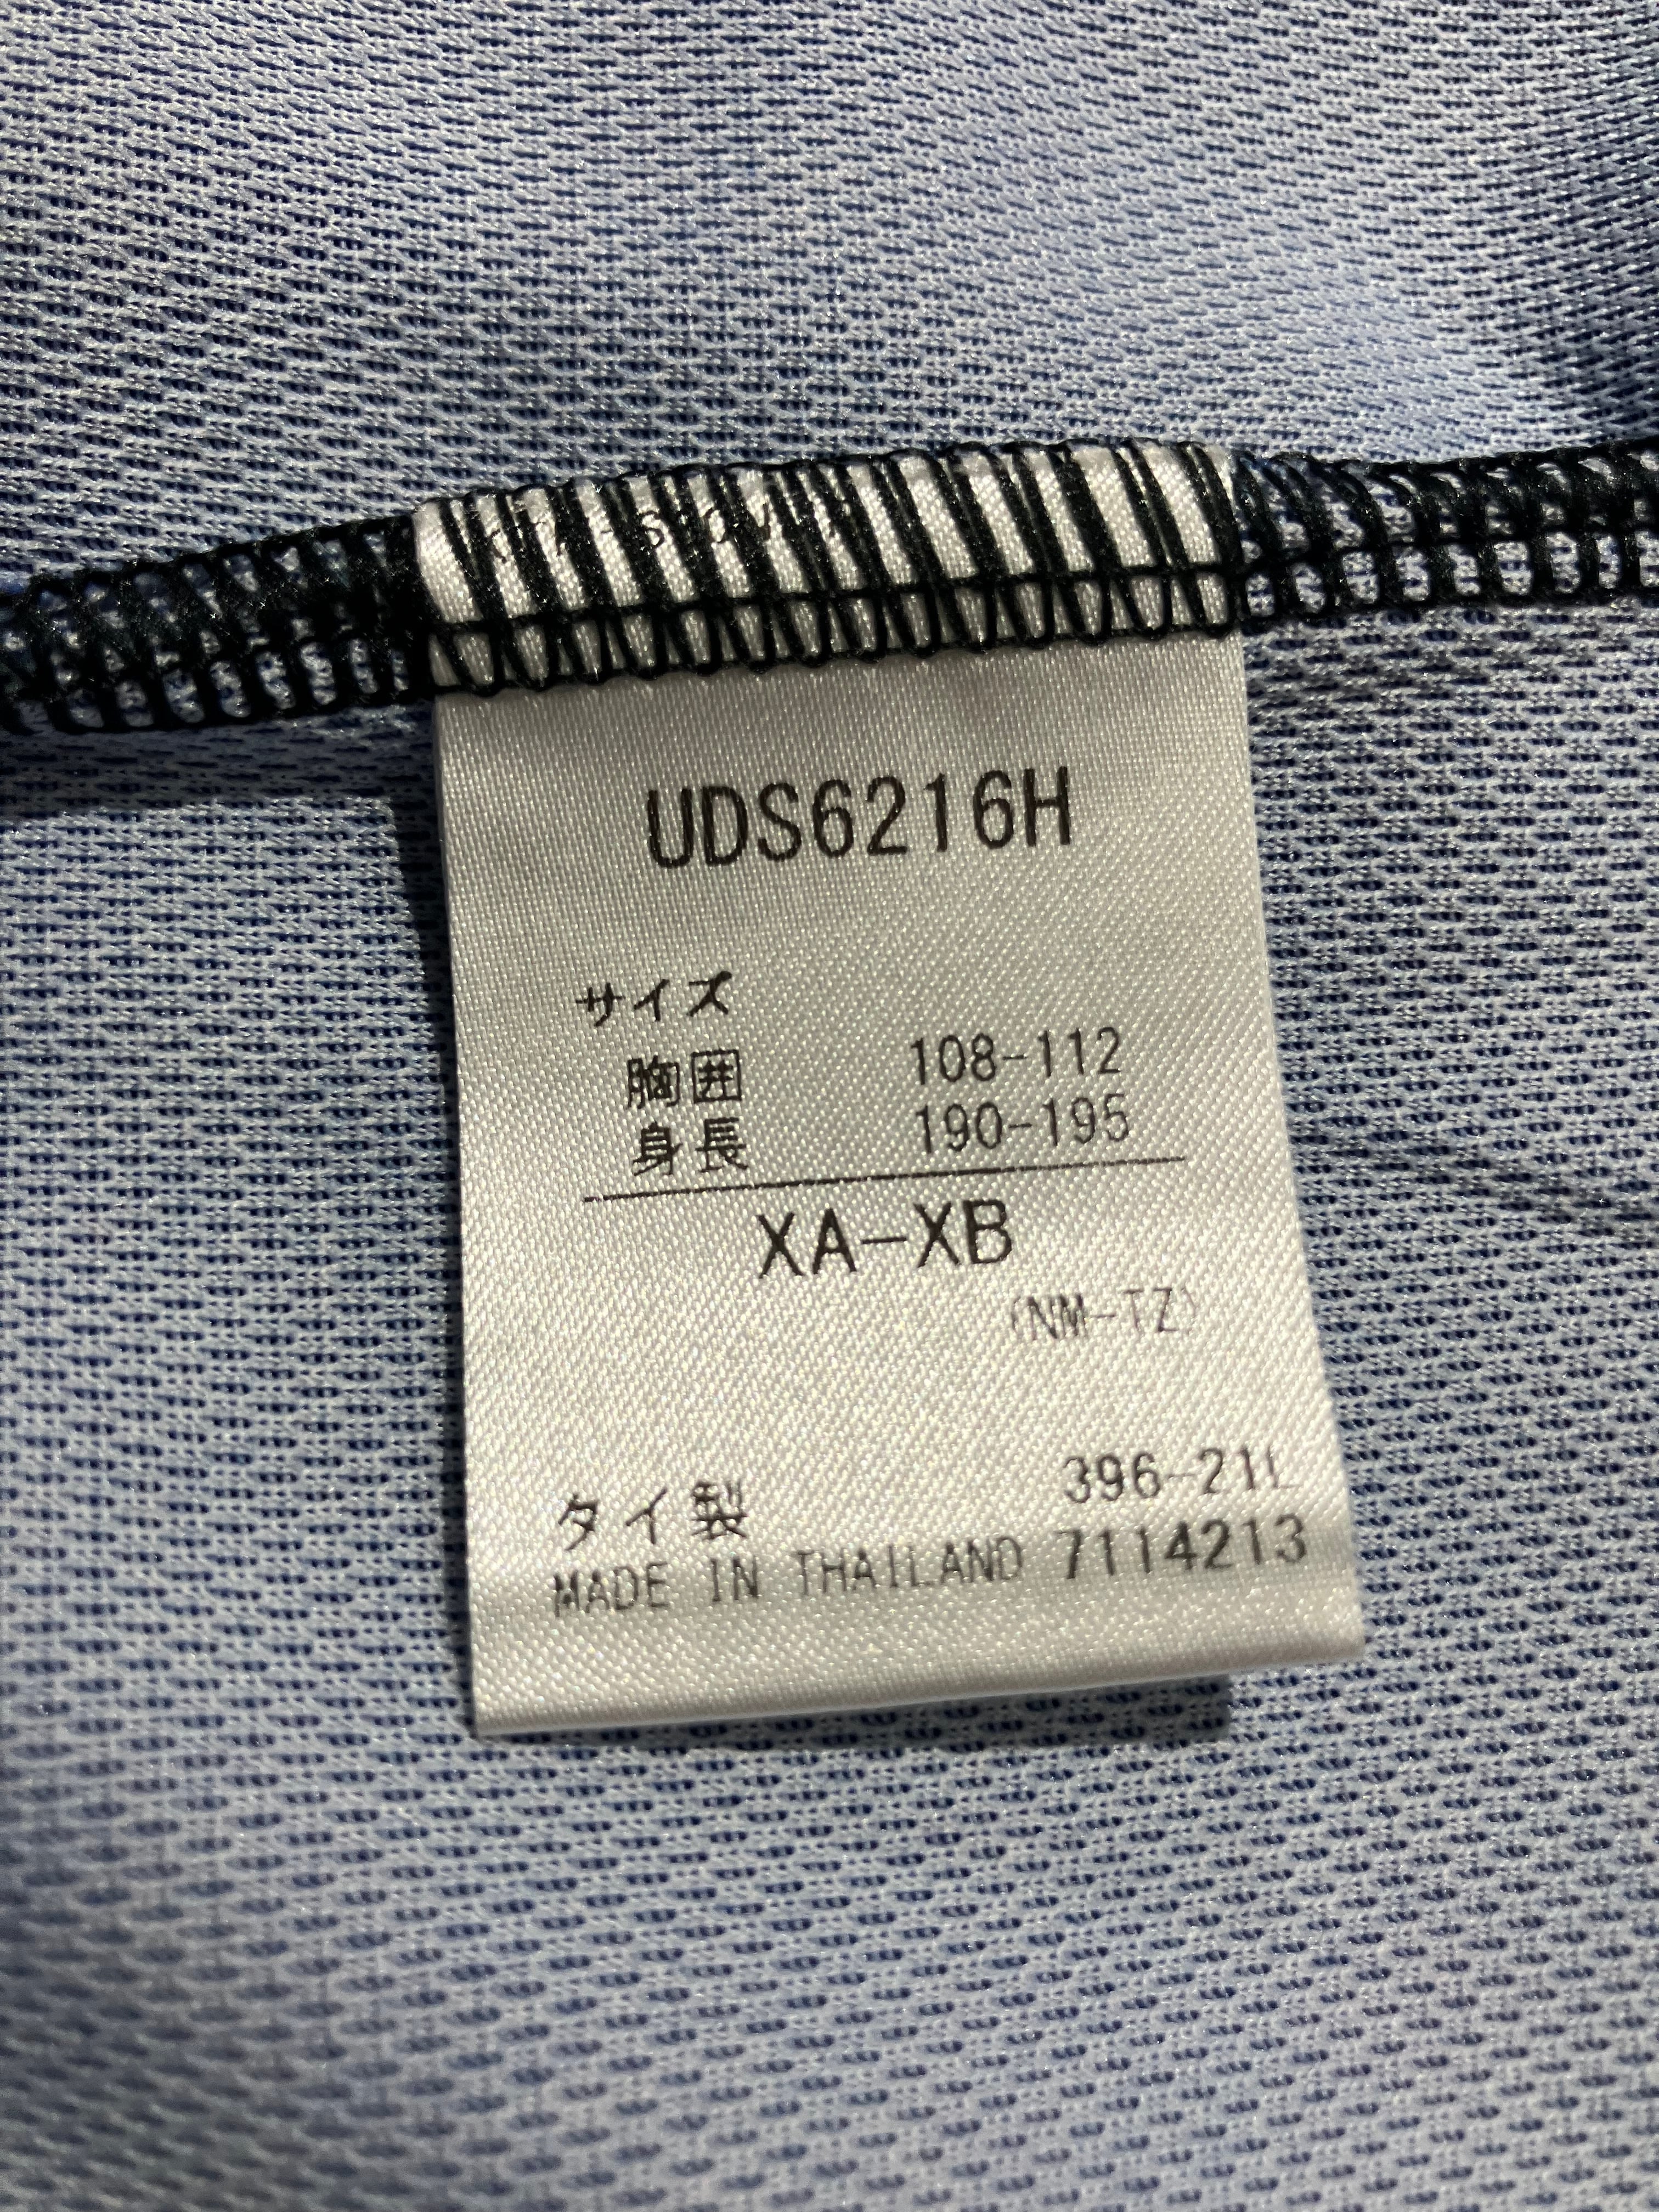 UDS6216H
サイズ
胸囲 108-112
身長 190-195
XA-XB
(NM-TZ)
396-21L
タイ製
MADE IN THAILAND 7114213